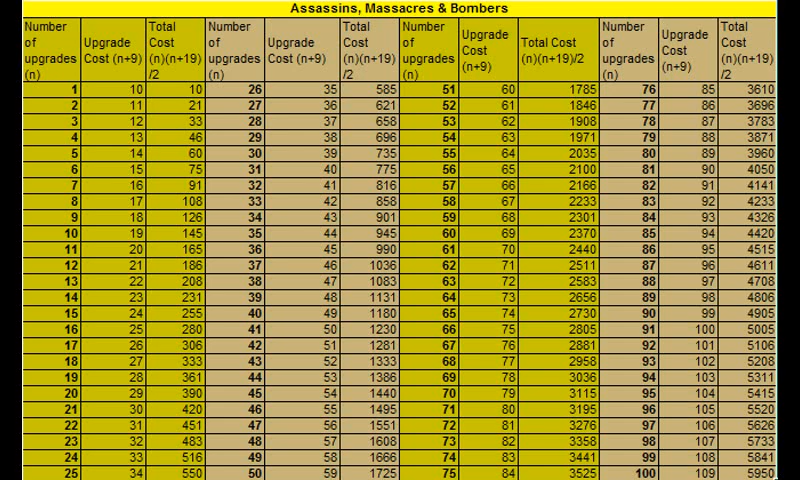 Assassins, Massacres & Bombers
Number of upgrades (n) Upgrade Cost (n+9) Total Cost (n)(n+19)/2 Number of upgrades (n) Upgrade Cost (n+9) Total Cost (n)(n+19)/2 Number of upgrades (n) Upgrade Cost (n+9) Total Cost (n)(n+19)/2 Number of upgrades (n) Upgrade Cost (n+9) Total Cost (n)(n+19)/2
1 10 10 26 35 585 51 60 1785 76 85 3610
2 11 21 27 36 621 52 61 1846 77 86 3696
3 12 33 28 37 658 53 62 1908 78 87 3783
4 13 46 29 38 696 54 63 1971 79 88 3871
5 14 60 30 39 735 55 64 2035 80 89 3960
6 15 75 31 40 775 56 65 2100 81 90 4050
7 16 91 32 41 816 57 66 2166 82 91 4141
8 17 108 33 42 858 58 67 2233 83 92 4233
9 18 126 34 43 901 59 68 2301 84 93 4326
10 19 145 35 44 945 60 69 2370 85 94 4420
11 20 165 36 45 990 61 70 2440 86 95 4515
12 21 186 37 46 1036 62 71 2511 87 96 4611
13 22 208 38 47 1083 63 72 2583 88 97 4708
14 23 231 39 48 1131 64 73 2656 89 98 4806
15 24 255 40 49 1180 65 74 2730 90 99 4905
16 25 280 41 50 1230 66 75 2805 91 100 5005
17 26 306 42 51 1281 67 76 2881 92 101 5106
18 27 333 43 52 1333 68 77 2958 93 102 5208
19 28 361 44 53 1386 69 78 3036 94 103 5311
20 29 390 45 54 1440 70 79 3115 95 104 5415
21 30 420 46 55 1495 71 80 3195 96 105 5520
22 31 451 47 56 1551 72 81 3276 97 106 5626
23 32 483 48 57 1608 73 82 3358 98 107 5733
24 33 516 49 58 1666 74 83 3441 99 108 5841
25 34 550 50 59 1725 75 84 3525 100 109 5950